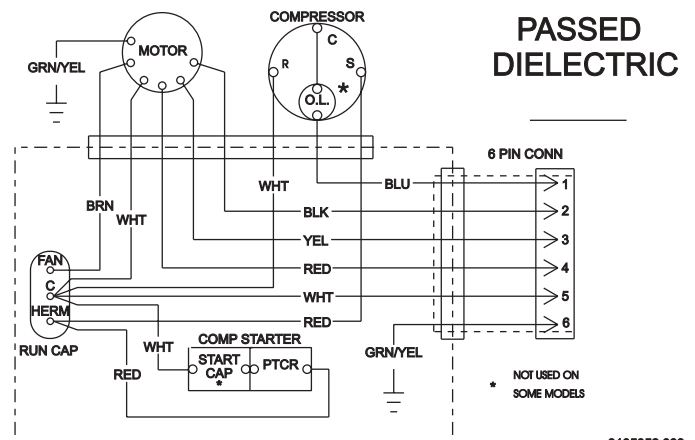 COMPRESSOR
PASSED
DIELECTRIC
MOTOR
C
R
S
GRN/YEL
O.L.
*
6 PIN CONN
WHT
BLU
1
BRN
WHT
BLK
2
YEL
3
FAN
RED
4
C
WHT
5
HERM
RED
6
RUN CAP
WHT
COMP STARTER
GRN/YEL
START
CAP
*
PTCR
RED
* NOT USED ON
SOME MODELS